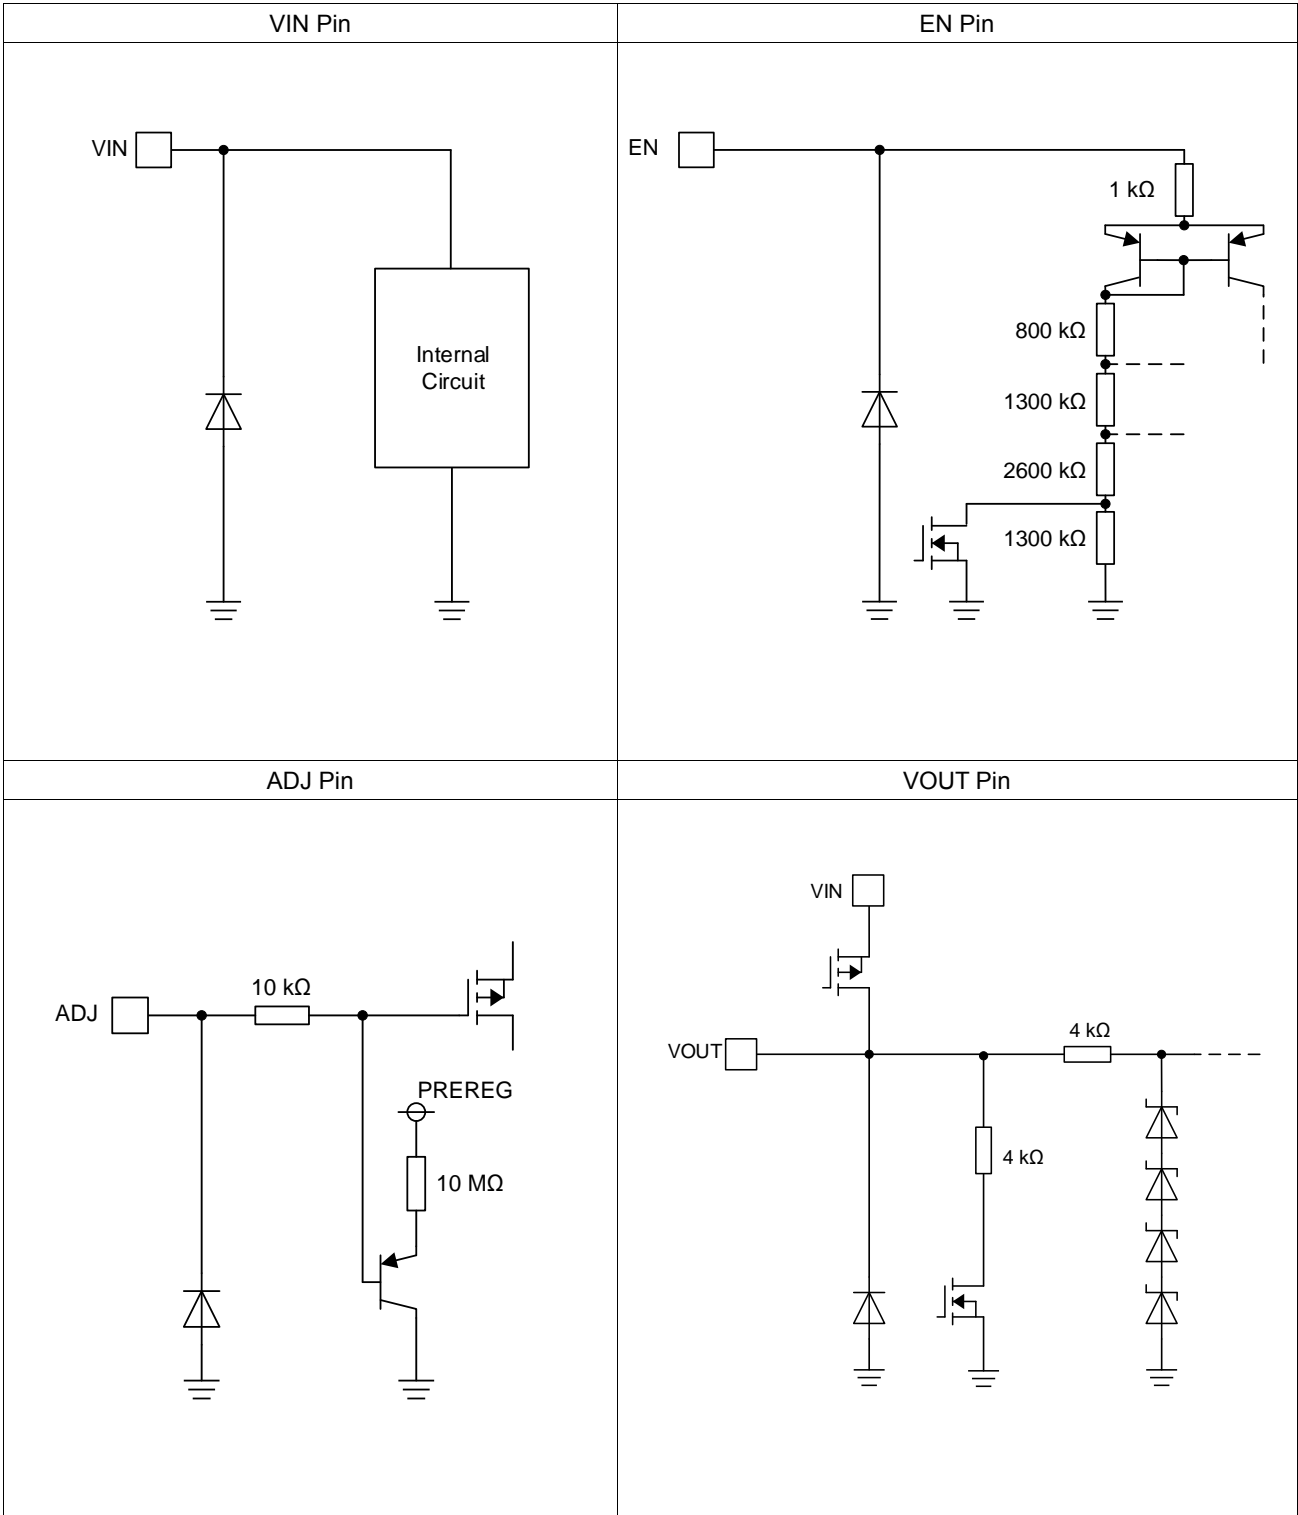 VIN Pin
EN Pin
VIN
Internal
Circuit
EN
1 kΩ
800 kΩ
1300 kΩ
2600 kΩ
1300 kΩ
ADJ Pin
VOUT Pin
ADJ
10 kΩ
PREREG
10 MΩ
VIN
VOUT
4 kΩ
4 kΩ